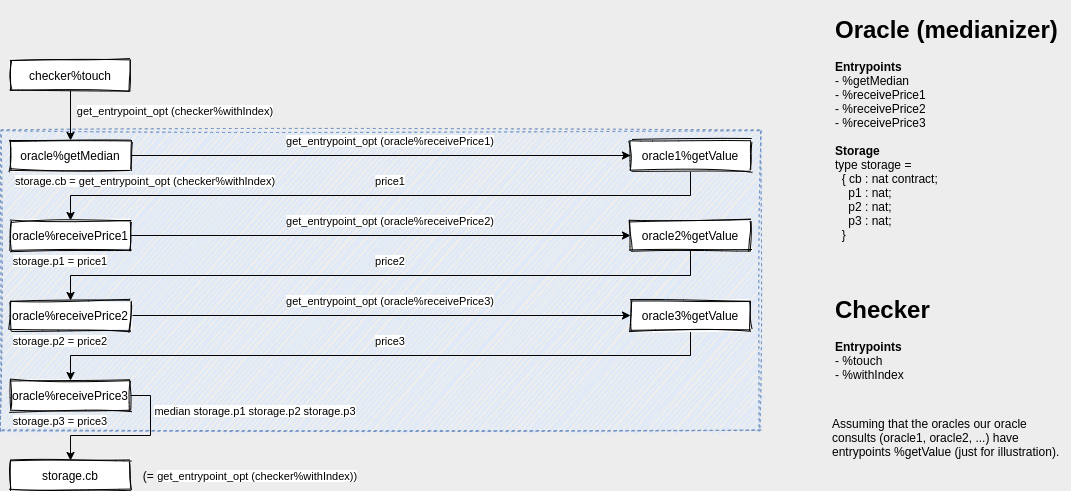 checker%touch
get_entrypoint_opt (checker%withIndex)
oracle%getMedian
get_entrypoint_opt (oracle%receivePrice1)
oracle1%getValue
storage.cb = get_entrypoint_opt (checker%withIndex)
price1
oracle%receivePrice1
get_entrypoint_opt (oracle%receivePrice2)
oracle2%getValue
storage.p1 = price1
price2
oracle%receivePrice2
get_entrypoint_opt (oracle%receivePrice3)
oracle3%getValue
storage.p2 = price2
price3
oracle%receivePrice3
median storage.p1 storage.p2 storage.p3
storage.p3 = price3
storage.cb
(= get_entrypoint_opt (checker%withIndex))
Oracle (medianizer)
Entrypoints
- %getMedian
- %receivePrice1
- %receivePrice2
- %receivePrice3
Storage
type storage =
{ cb : nat contract;
p1 : nat;
p2 : nat;
p3 : nat;
}
Checker
Entrypoints
- %touch
- %withIndex
Assuming that the oracles our oracle
consults (oracle1, oracle2, ...) have
entrypoints %getValue (just for illustration).